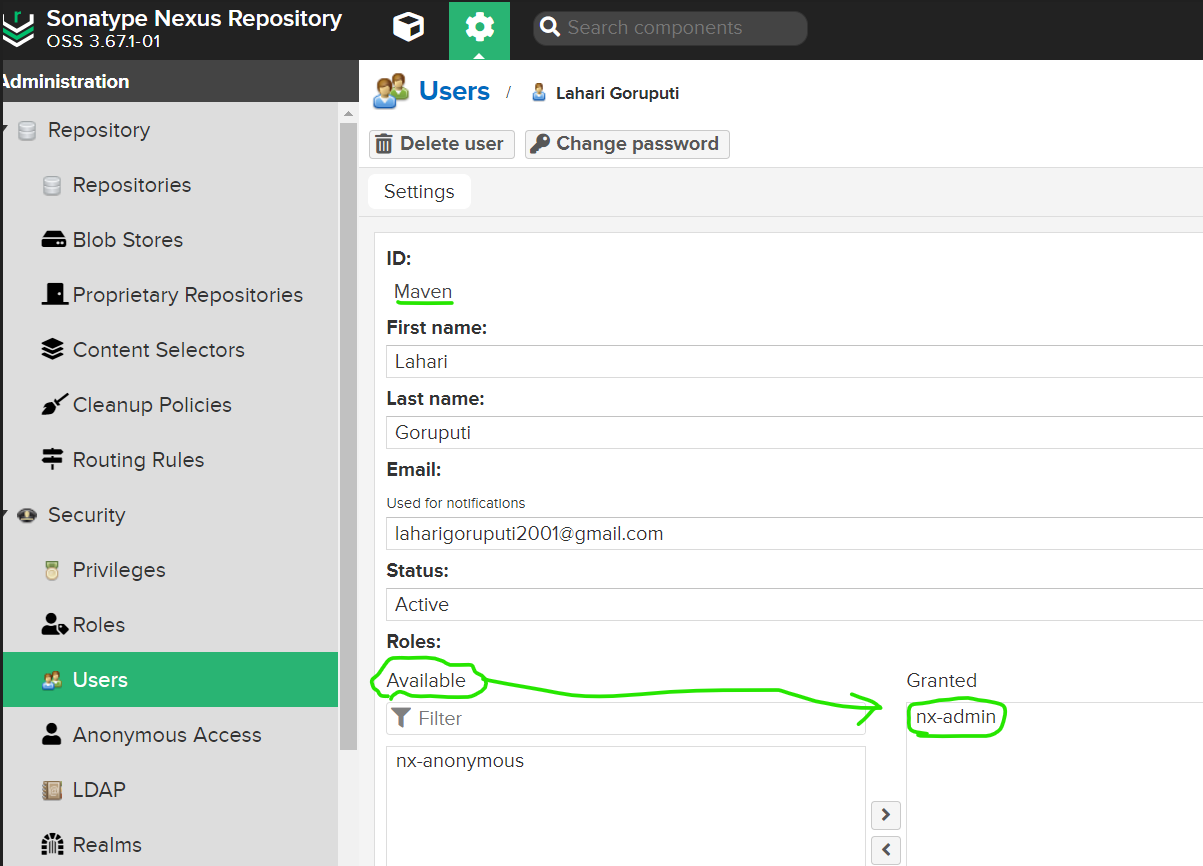 Sonatype Nexus Repository
OSS 3.67.1-01
Search components
Administration
Repository
Repositories
Blob Stores
Proprietary Repositories
Content Selectors
Cleanup Policies
Routing Rules
Security
Privileges
Roles
Users
Anonymous Access
LDAP
Realms
Users / Lahari Goruputi
Delete user Change password
Settings
ID:
Maven
First name:
Lahari
Last name:
Goruputi
Email:
Used for notifications
laharigoruputi2001@gmail.com
Status:
Active
Roles:
Available Granted
Filter nx-admin
nx-anonymous